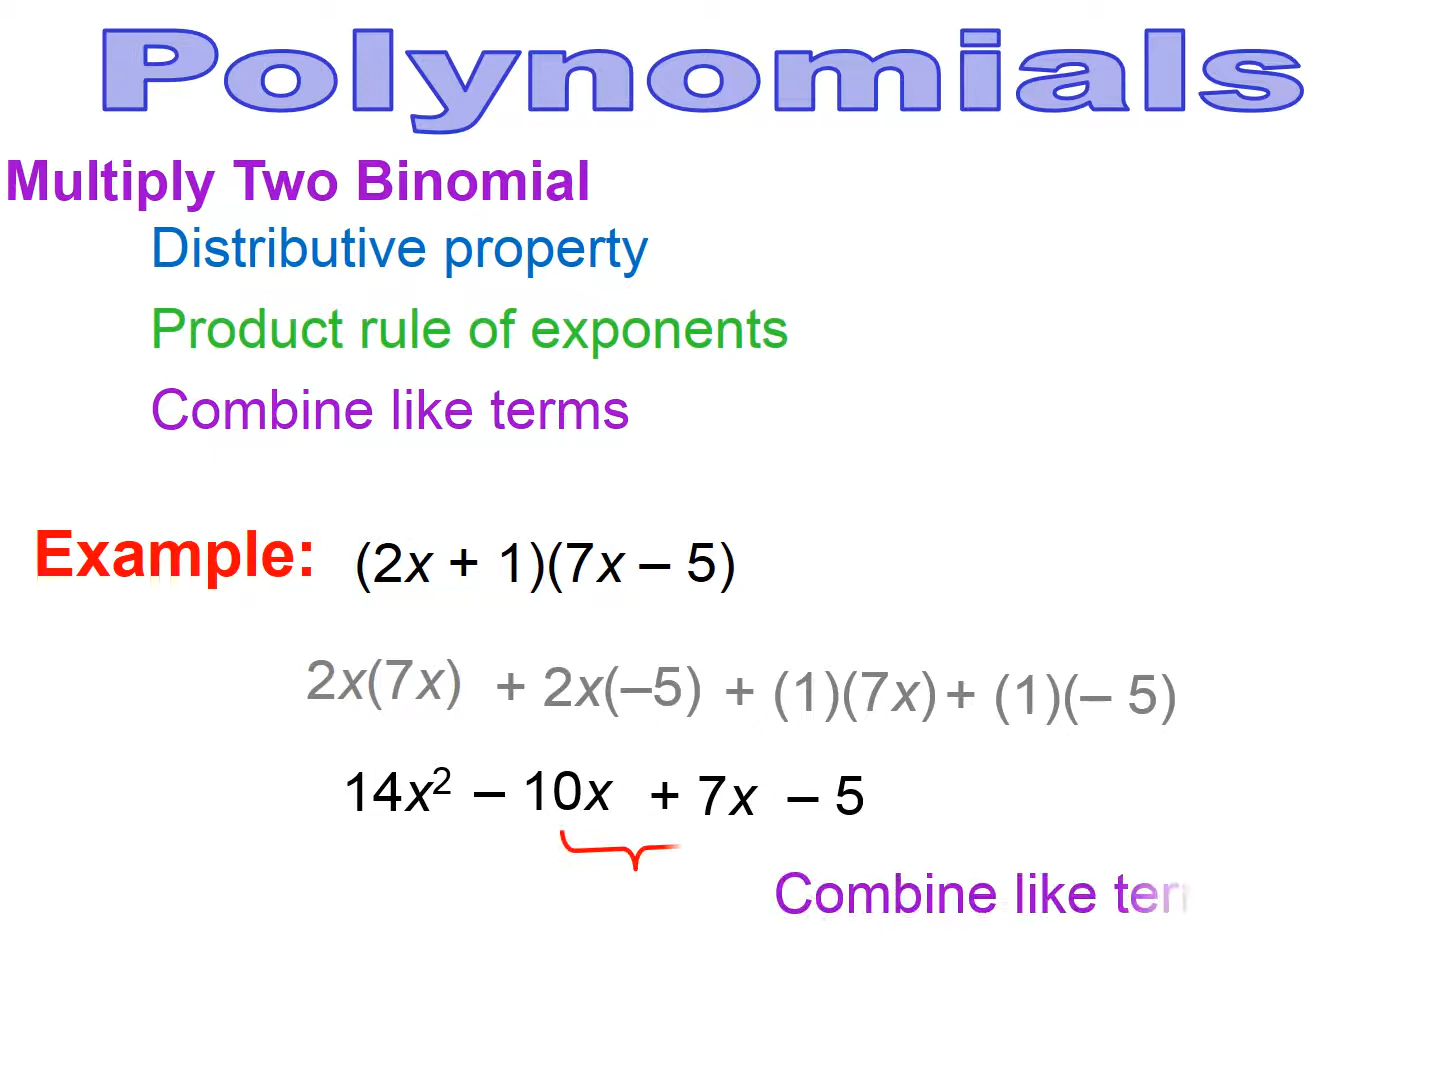 Polynomials
Multiply Two Binomial
Distributive property
Product rule of exponents
Combine like terms
Example: (2x + 1)(7x – 5)
2x(7x) + 2x(–5) + (1)(7x) + (1)(– 5)
14x² – 10x + 7x – 5
Combine like